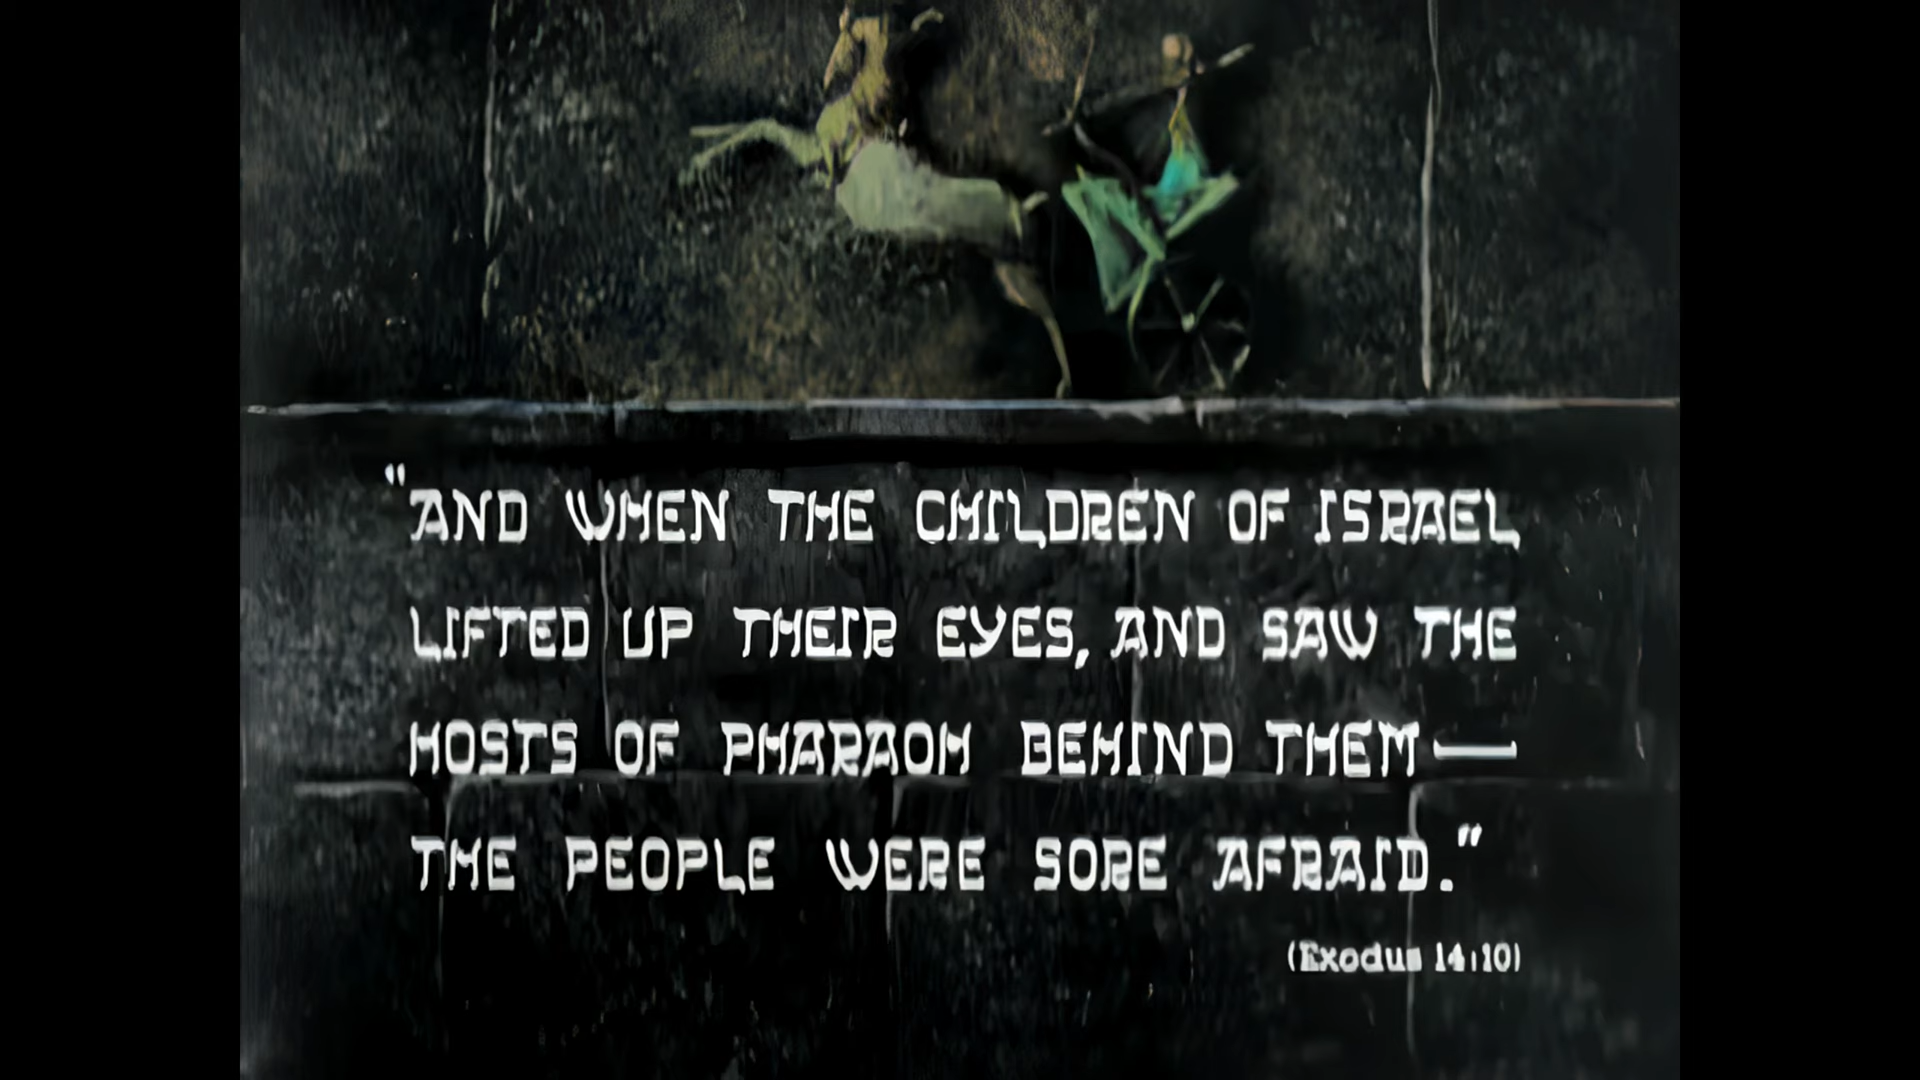 "AND WHEN THE CHILDREN OF ISRAEL
LIFTED UP THEIR EYES, AND SAW THE
HOSTS OF PHARAOH BEHIND THEM—
THE PEOPLE WERE SORE AFRAID."
(Exodus 14:10)